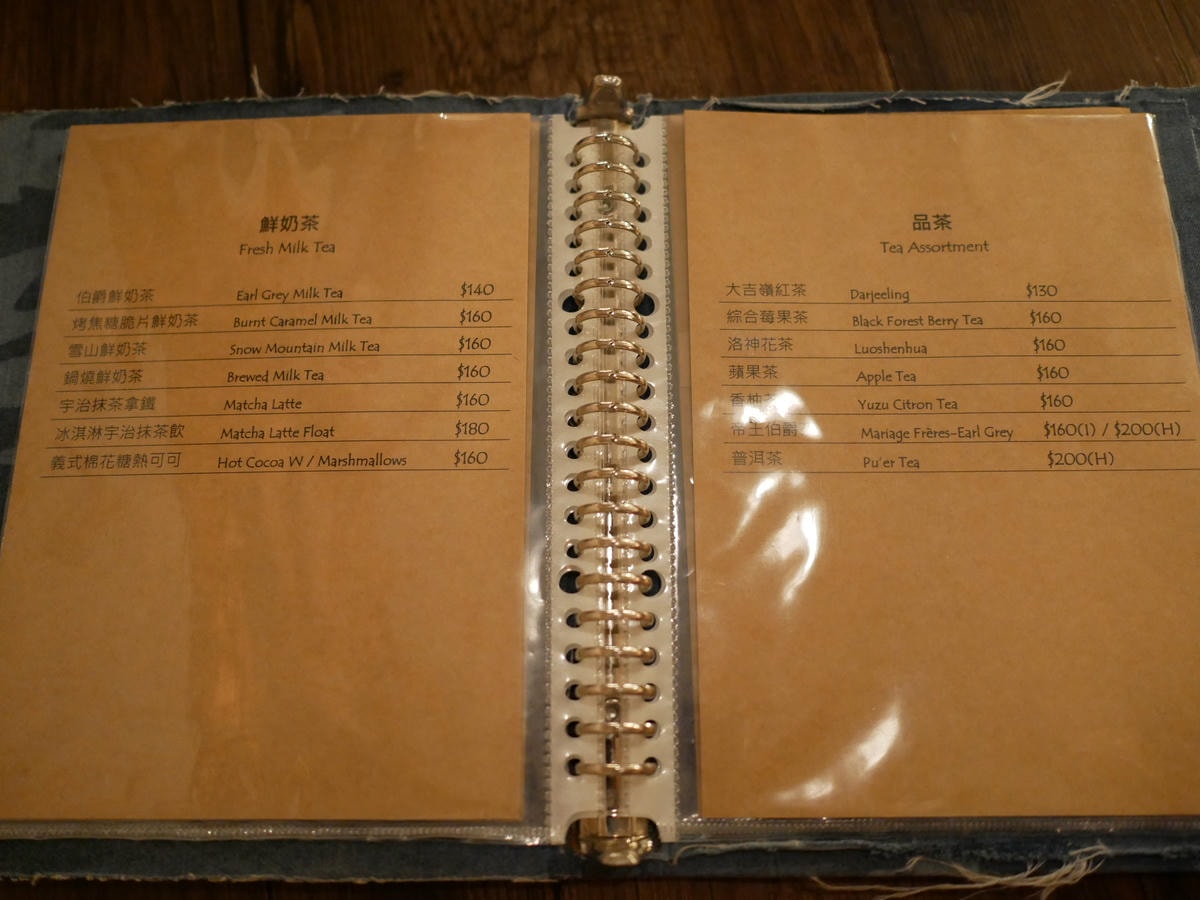 鮮奶茶
Fresh Milk Tea
伯爵鮮奶茶 Earl Grey Milk Tea $140
烤焦糖脆片鮮奶茶 Burnt Caramel Milk Tea $160
雪山鮮奶茶 Snow Mountain Milk Tea $160
鍋燒鮮奶茶 Brewed Milk Tea $160
宇治抹茶拿鐵 Matcha Latte $160
冰淇淋宇治抹茶飲 Matcha Latte Float $180
義式棉花糖熱可可 Hot Cocoa W / Marshmallows $160
品茶
Tea Assortment
大吉嶺紅茶 Darjeeling $130
綜合莓果茶 Black Forest Berry Tea $160
洛神花茶 Luoshenhua $160
蘋果茶 Apple Tea $160
香柚 Yuzu Citron Tea $160
帝王伯爵 Mariage Frères-Earl Grey $160(I) / $200(H)
普洱茶 Pu'er Tea $200(H)